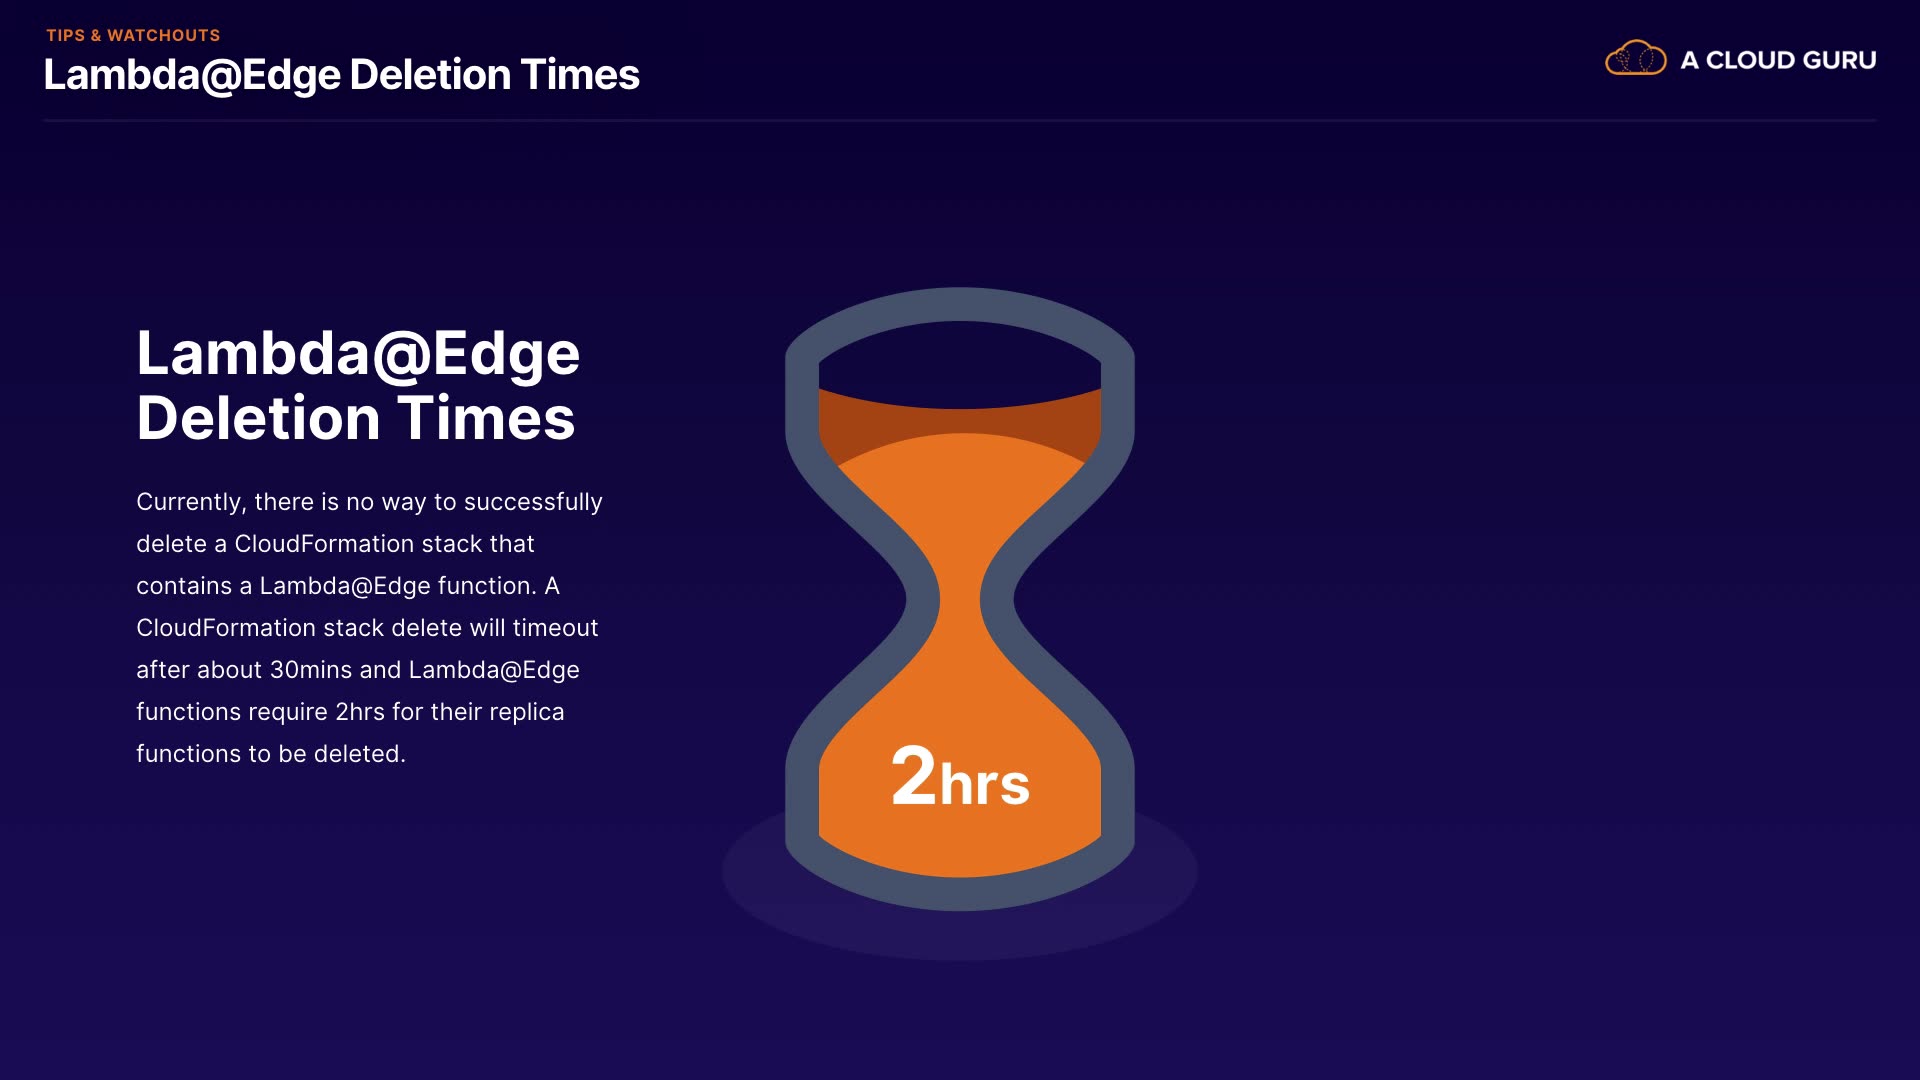 TIPS & WATCHOUTS
Lambda@Edge Deletion Times
A CLOUD GURU
Lambda@Edge
Deletion Times
Currently, there is no way to successfully
delete a CloudFormation stack that
contains a Lambda@Edge function. A
CloudFormation stack delete will timeout
after about 30mins and Lambda@Edge
functions require 2hrs for their replica
functions to be deleted.
2hrs